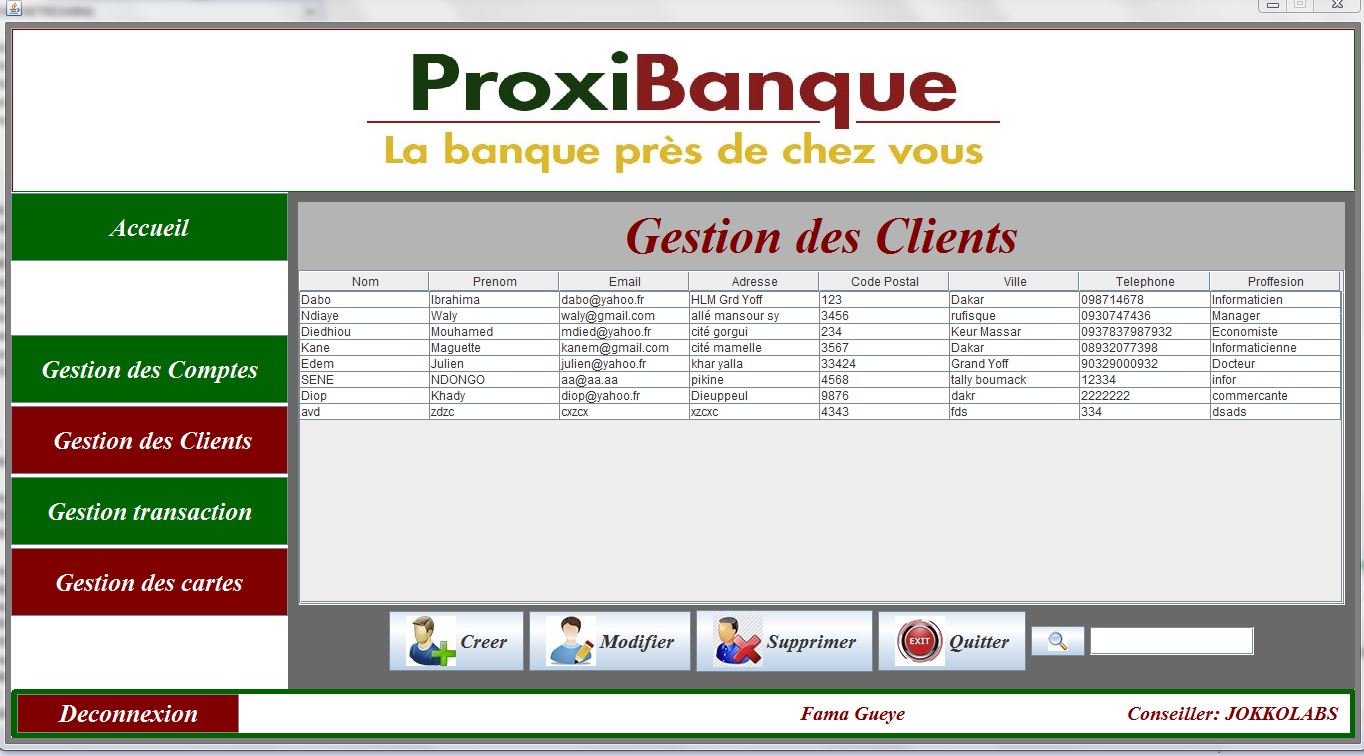 ProxiBanque
La banque près de chez vous
Accueil
Gestion des Comptes
Gestion des Clients
Gestion transaction
Gestion des cartes
Gestion des Clients
Nom Prenom Email Adresse Code Postal Ville Telephone Proffesion
Dabo Ibrahima dabo@yahoo.fr HLM Grd Yoff 123 Dakar 098714678 Informaticien
Ndiaye Waly waly@gmail.com allé mansour sy 3456 rufisque 0930747436 Manager
Diedhiou Mouhamed mdied@yahoo.fr cité gorgui 234 Keur Massar 0937837987932 Economiste
Kane Maguette kanem@gmail.com cité mamelle 3567 Dakar 08932077398 Informaticienne
Edem Julien julien@yahoo.fr khar yalla 33424 Grand Yoff 90329000932 Docteur
SENE NDONGO aa@aa.aa pikine 4568 tally boumack 12334 infor
Diop Khady diop@yahoo.fr Dieuppeul 9876 dakr 2222222 commercante
avd zdzc cxzcx xzcxc 4343 fds 334 dsads
Creer Modifier Supprimer EXIT Quitter
Deconnexion Fama Gueye Conseiller: JOKKOLABS